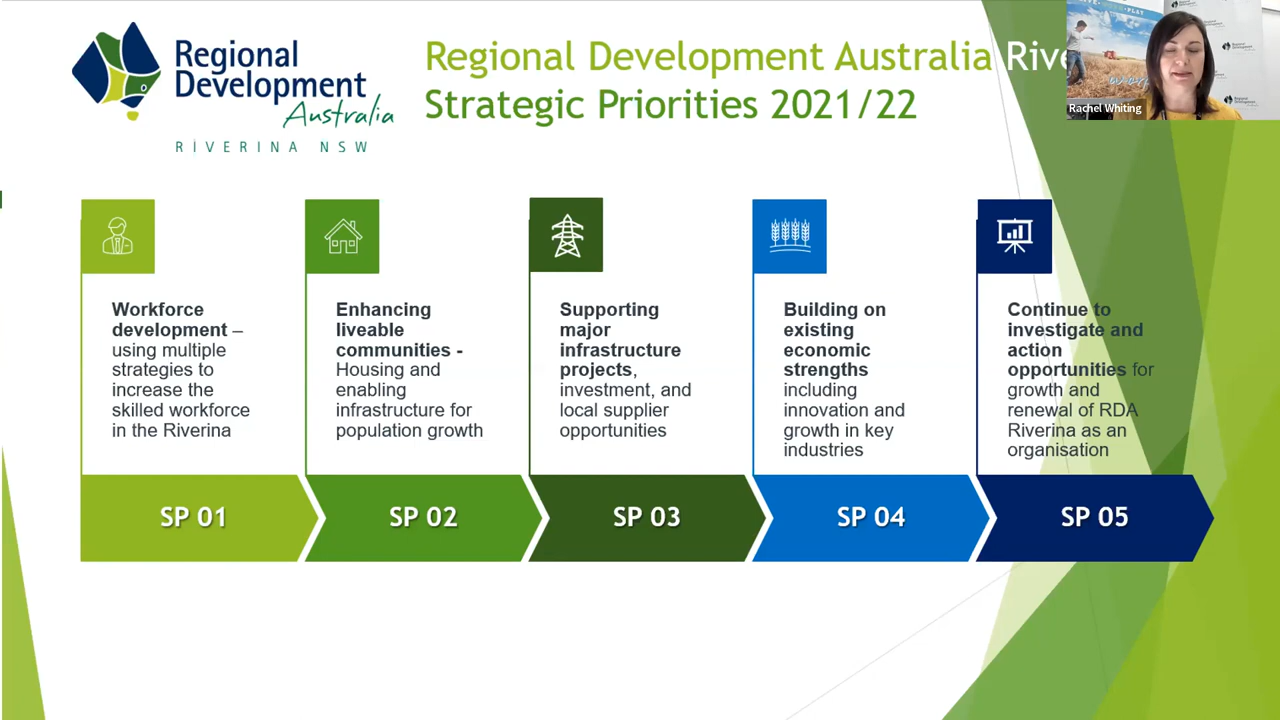 Regional
Development
Australia
RIVERINA NSW
Regional Development Australia Rive
Strategic Priorities 2021/22
Rachel Whiting
Workforce
development –
using multiple
strategies to
increase the
skilled workforce
in the Riverina
Enhancing
liveable
communities -
Housing and
enabling
infrastructure for
population growth
Supporting
major
infrastructure
projects,
investment, and
local supplier
opportunities
Building on
existing
economic
strengths
including
innovation and
growth in key
industries
Continue to
investigate and
action
opportunities for
growth and
renewal of RDA
Riverina as an
organisation
SP 01
SP 02
SP 03
SP 04
SP 05